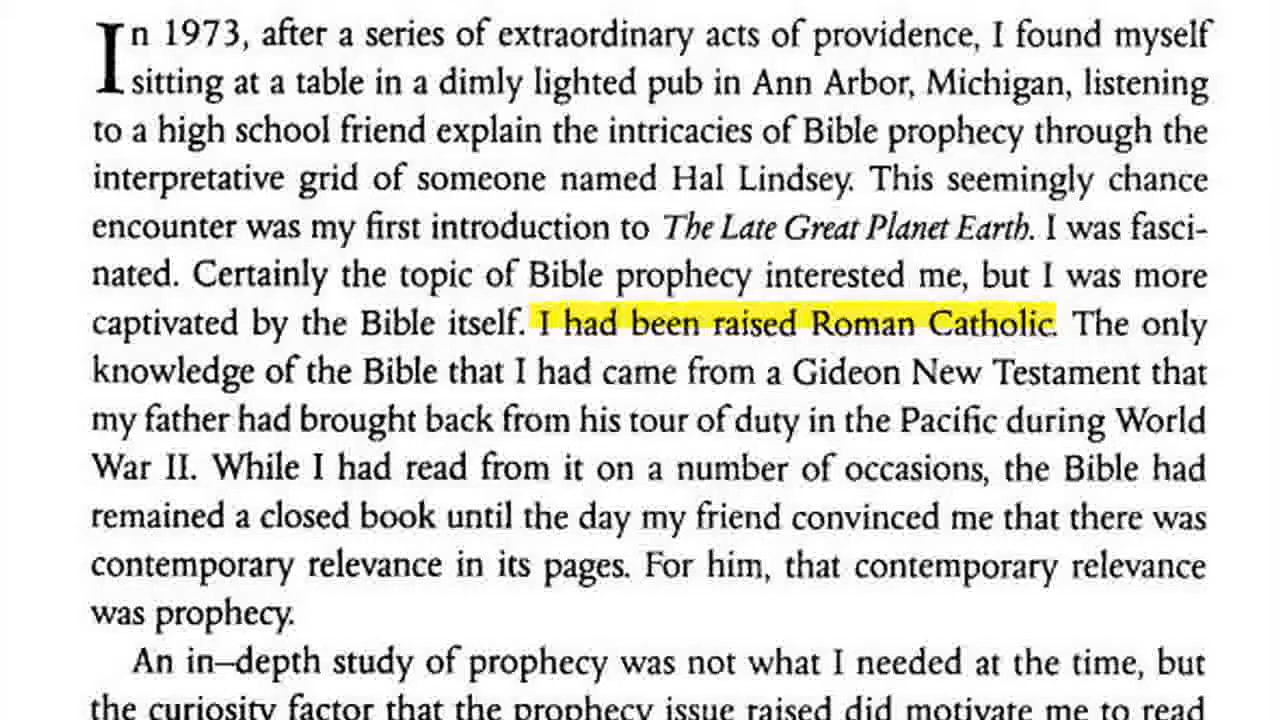 In 1973, after a series of extraordinary acts of providence, I found myself
sitting at a table in a dimly lighted pub in Ann Arbor, Michigan, listening
to a high school friend explain the intricacies of Bible prophecy through the
interpretative grid of someone named Hal Lindsey. This seemingly chance
encounter was my first introduction to The Late Great Planet Earth. I was fasci-
nated. Certainly the topic of Bible prophecy interested me, but I was more
captivated by the Bible itself. I had been raised Roman Catholic. The only
knowledge of the Bible that I had came from a Gideon New Testament that
my father had brought back from his tour of duty in the Pacific during World
War II. While I had read from it on a number of occasions, the Bible had
remained a closed book until the day my friend convinced me that there was
contemporary relevance in its pages. For him, that contemporary relevance
was prophecy.
An in–depth study of prophecy was not what I needed at the time, but
the curiosity factor that the prophecy issue raised did motivate me to read